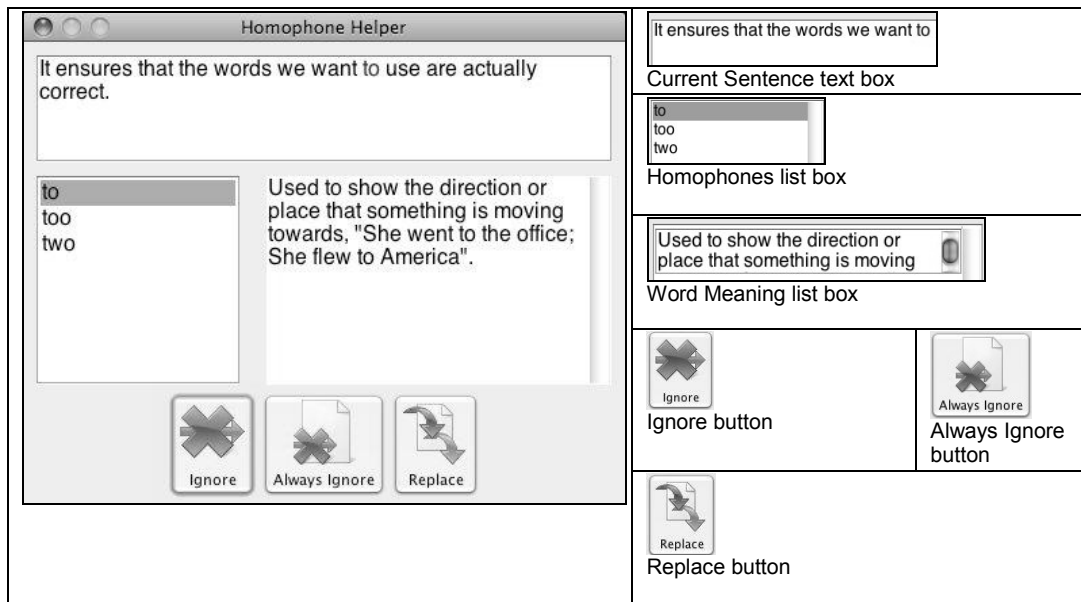 Homophone Helper
It ensures that the words we want to use are actually
correct.
to
too
two
Used to show the direction or
place that something is moving
towards, "She went to the office;
She flew to America".
Ignore
Always Ignore
Replace
It ensures that the words we want to
Current Sentence text box
to
too
two
Homophones list box
Used to show the direction or
place that something is moving
Word Meaning list box
Ignore
Ignore button
Always Ignore
Always Ignore
button
Replace
Replace button